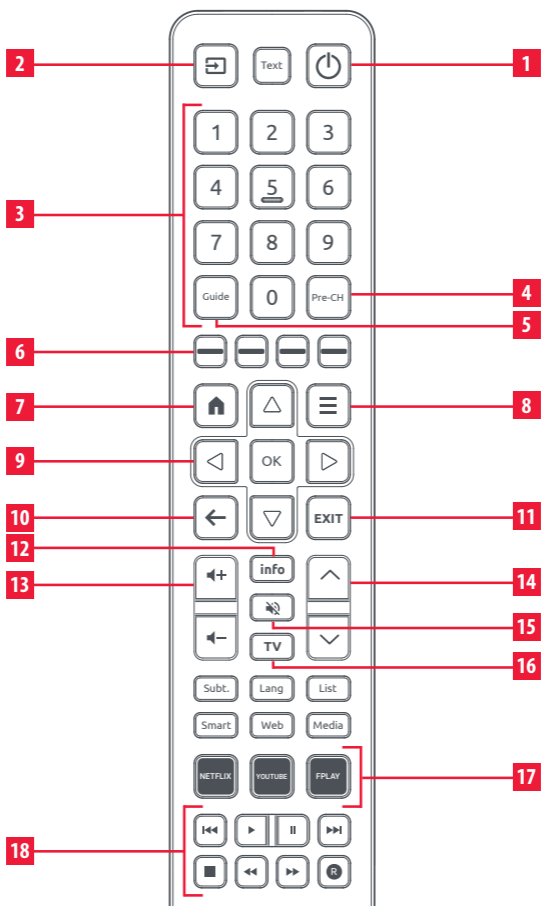 2 Text 1
1 2 3
4 5 6
3
7 8 9
Guide 0 Pre-CH 4
5
6
7 8
9 OK
10 EXIT 11
12
info
13 + 14
15
- TV
16
Subt. Lang List
Smart Web Media
NETFLIX YOUTUBE FPLAY 17
18
R